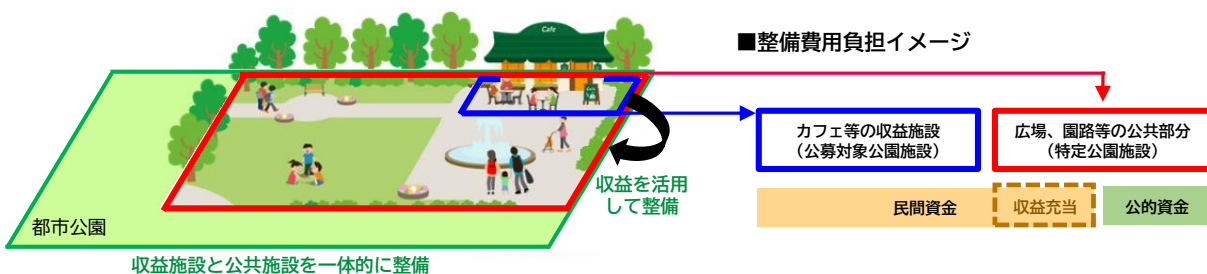 Cafe
■整備費用負担イメージ
カフェ等の収益施設
（公募対象公園施設）
広場、園路等の公共部分
（特定公園施設）
収益を活用
して整備
民間資金
収益充当
公的資金
都市公園
収益施設と公共施設を一体的に整備